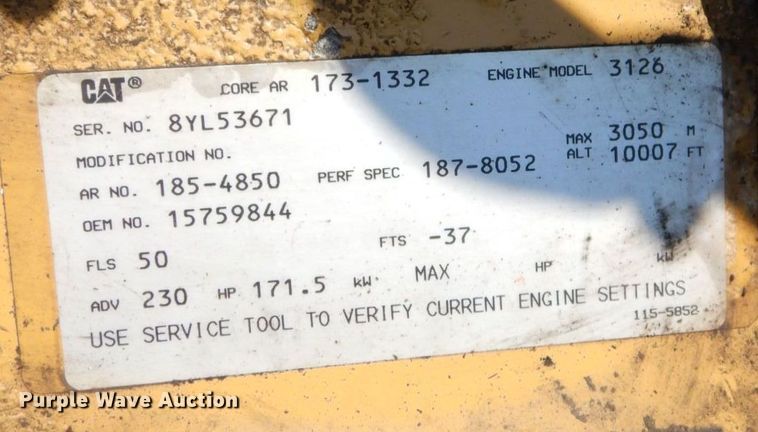 CAT® CORE AR 173-1332 ENGINE MODEL 3126
SER. NO. 8YL53671
MODIFICATION NO. MAX 3050 M
AR NO. 185-4850 PERF SPEC 187-8052 ALT 10007 FT
OEM NO. 15759844
FLS 50 FTS -37
ADV 230 HP 171.5 kW MAX HP kW
USE SERVICE TOOL TO VERIFY CURRENT ENGINE SETTINGS
115-5852
Purple Wave Auction